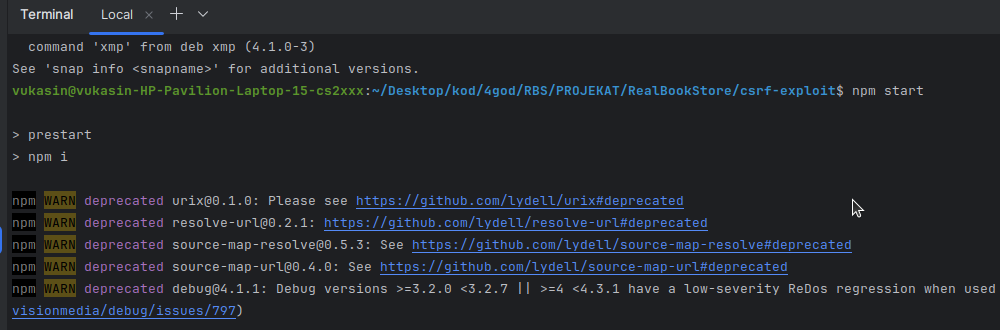 Terminal Local × + ⌄
command 'xmp' from deb xmp (4.1.0-3)
See 'snap info <snapname>' for additional versions.
vukasin@vukasin-HP-Pavilion-Laptop-15-cs2xxx:~/Desktop/kod/4god/RBS/PROJEKAT/RealBookStore/csrf-exploit$ npm start
> prestart
> npm i
npm WARN deprecated urix@0.1.0: Please see https://github.com/lydell/urix#deprecated
npm WARN deprecated resolve-url@0.2.1: https://github.com/lydell/resolve-url#deprecated
npm WARN deprecated source-map-resolve@0.5.3: See https://github.com/lydell/source-map-resolve#deprecated
npm WARN deprecated source-map-url@0.4.0: See https://github.com/lydell/source-map-url#deprecated
npm WARN deprecated debug@4.1.1: Debug versions >=3.2.0 <3.2.7 || >=4 <4.3.1 have a low-severity ReDos regression when used
visionmedia/debug/issues/797)